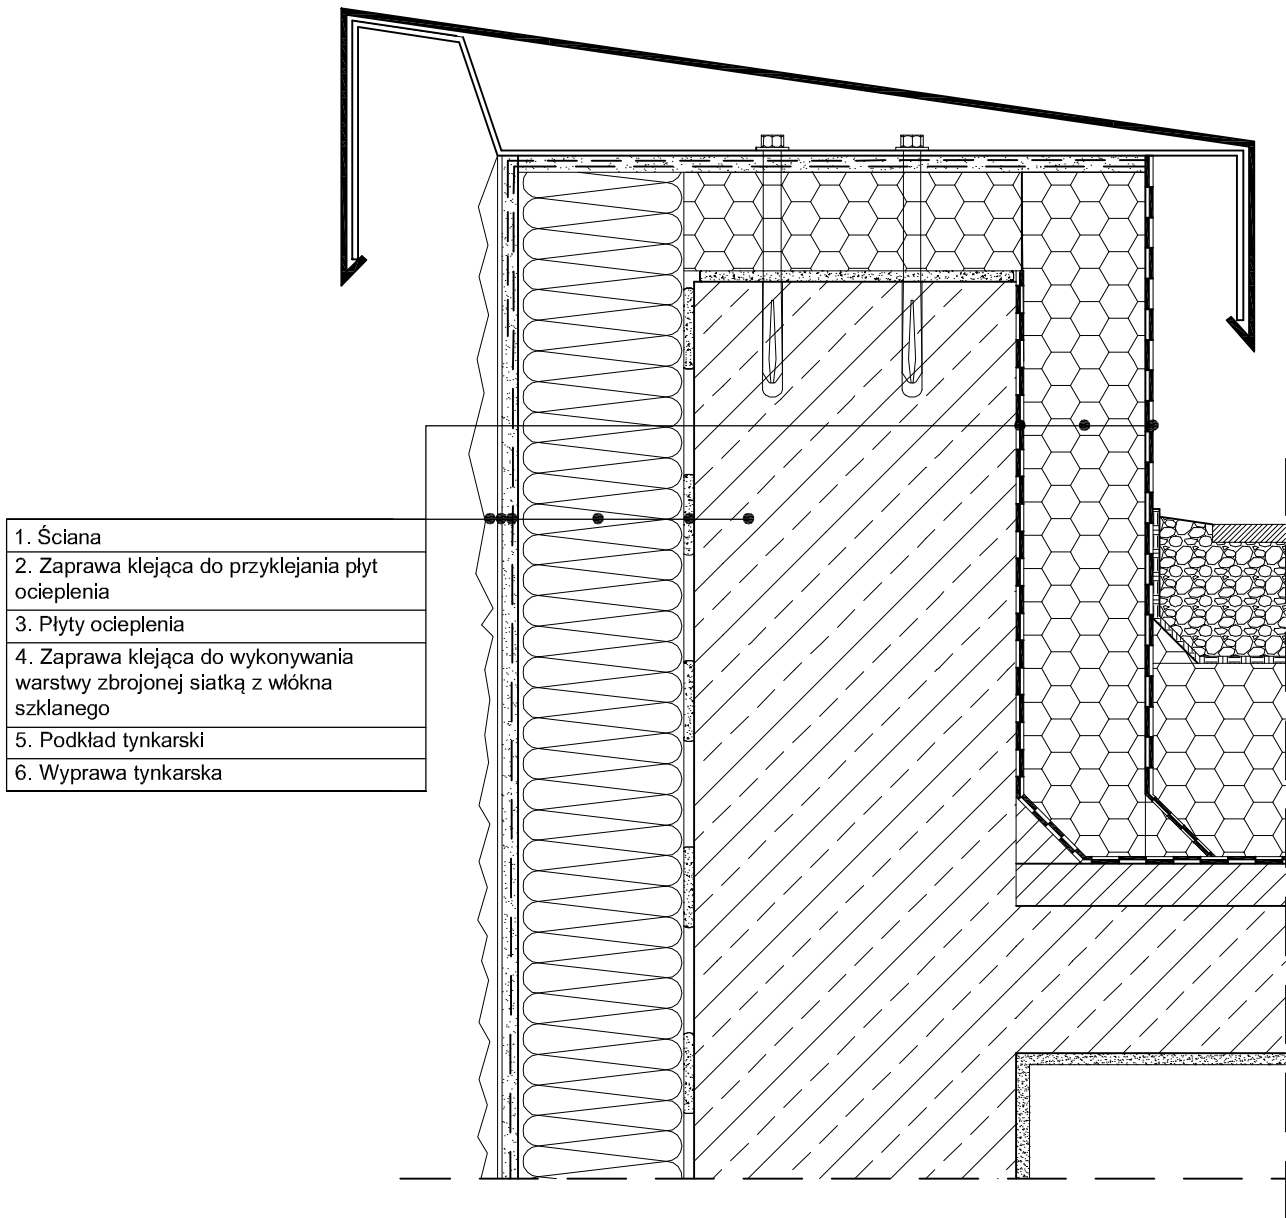 1. Ściana
2. Zaprawa klejąca do przyklejania płyt
ocieplenia
3. Płyty ocieplenia
4. Zaprawa klejąca do wykonywania
warstwy zbrojonej siatką z włókna
szklanego
5. Podkład tynkarski
6. Wyprawa tynkarska